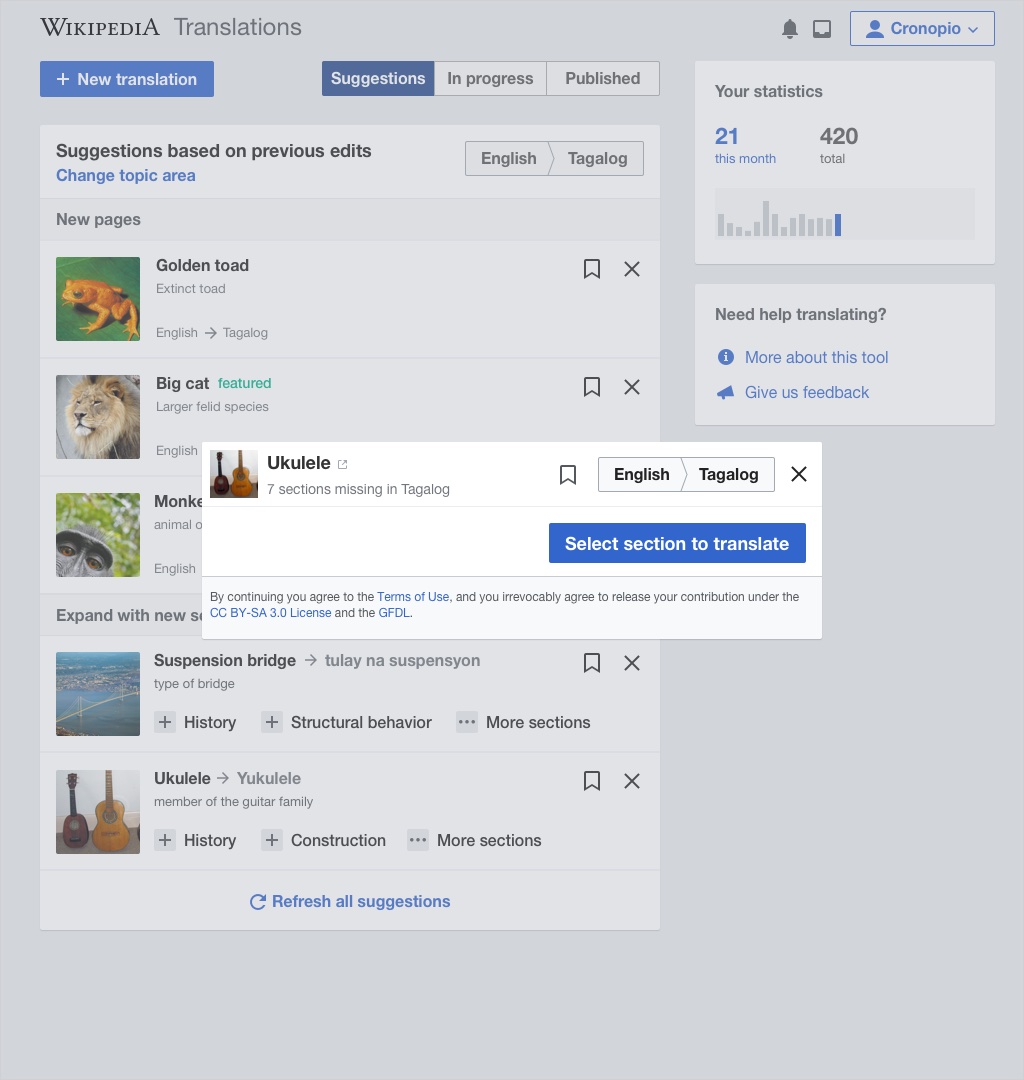 WIKIPEDIA Translations
Cronopio
+ New translation
Suggestions In progress Published
Suggestions based on previous edits
Change topic area
English Tagalog
New pages
Golden toad
Extinct toad
English → Tagalog
Big cat featured
Larger felid species
English
Monke
animal o
English
Ukulele
7 sections missing in Tagalog
English Tagalog
Select section to translate
By continuing you agree to the Terms of Use, and you irrevocably agree to release your contribution under the
CC BY-SA 3.0 License and the GFDL.
Expand with new se
Suspension bridge → tulay na suspensyon
type of bridge
+ History + Structural behavior ··· More sections
Ukulele → Yukulele
member of the guitar family
+ History + Construction ··· More sections
Refresh all suggestions
Your statistics
21 420
this month total
Need help translating?
More about this tool
Give us feedback